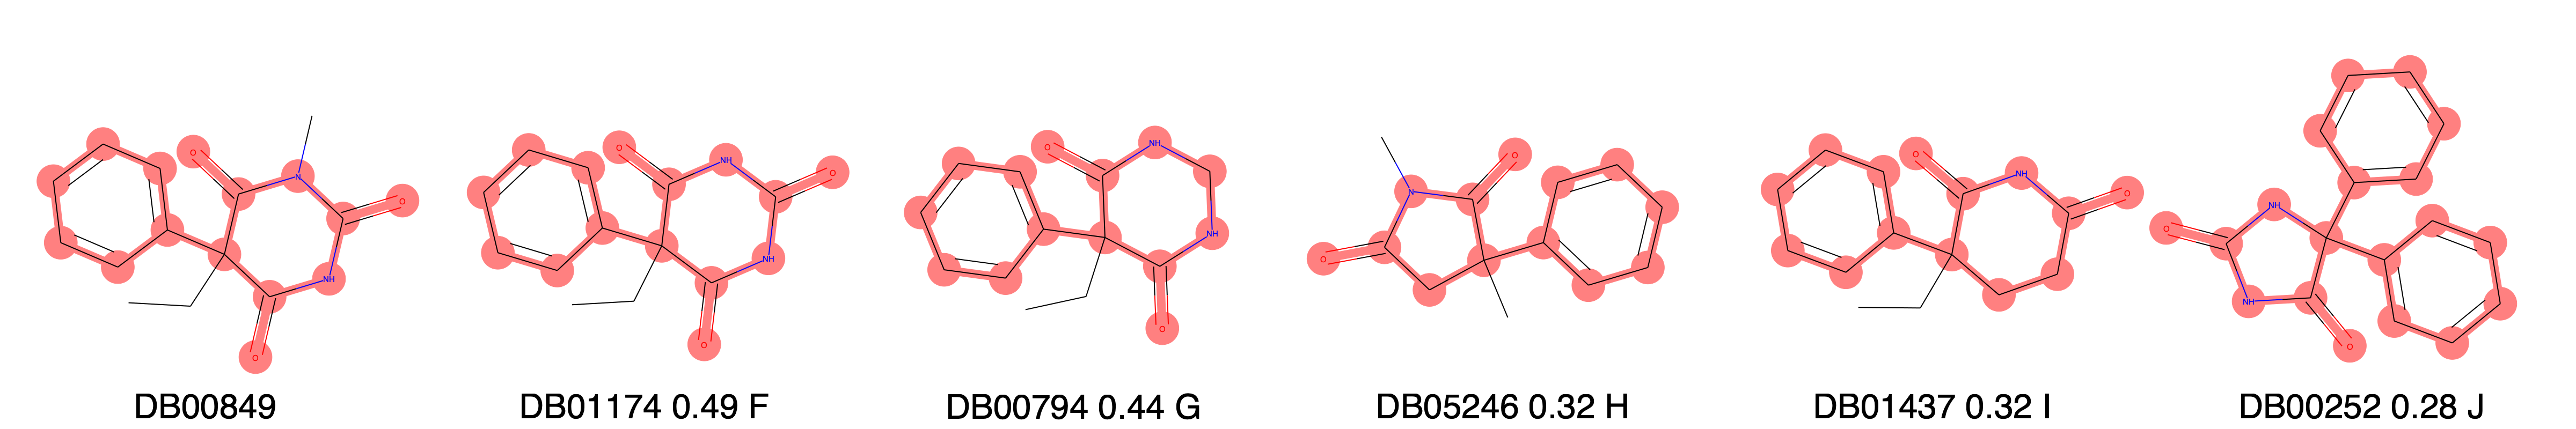 O N O NH O
O NH O NH O
O NH NH O
N O O
O NH O
O NH NH O
DB00849 DB01174 0.49 F DB00794 0.44 G DB05246 0.32 H DB01437 0.32 I DB00252 0.28 J